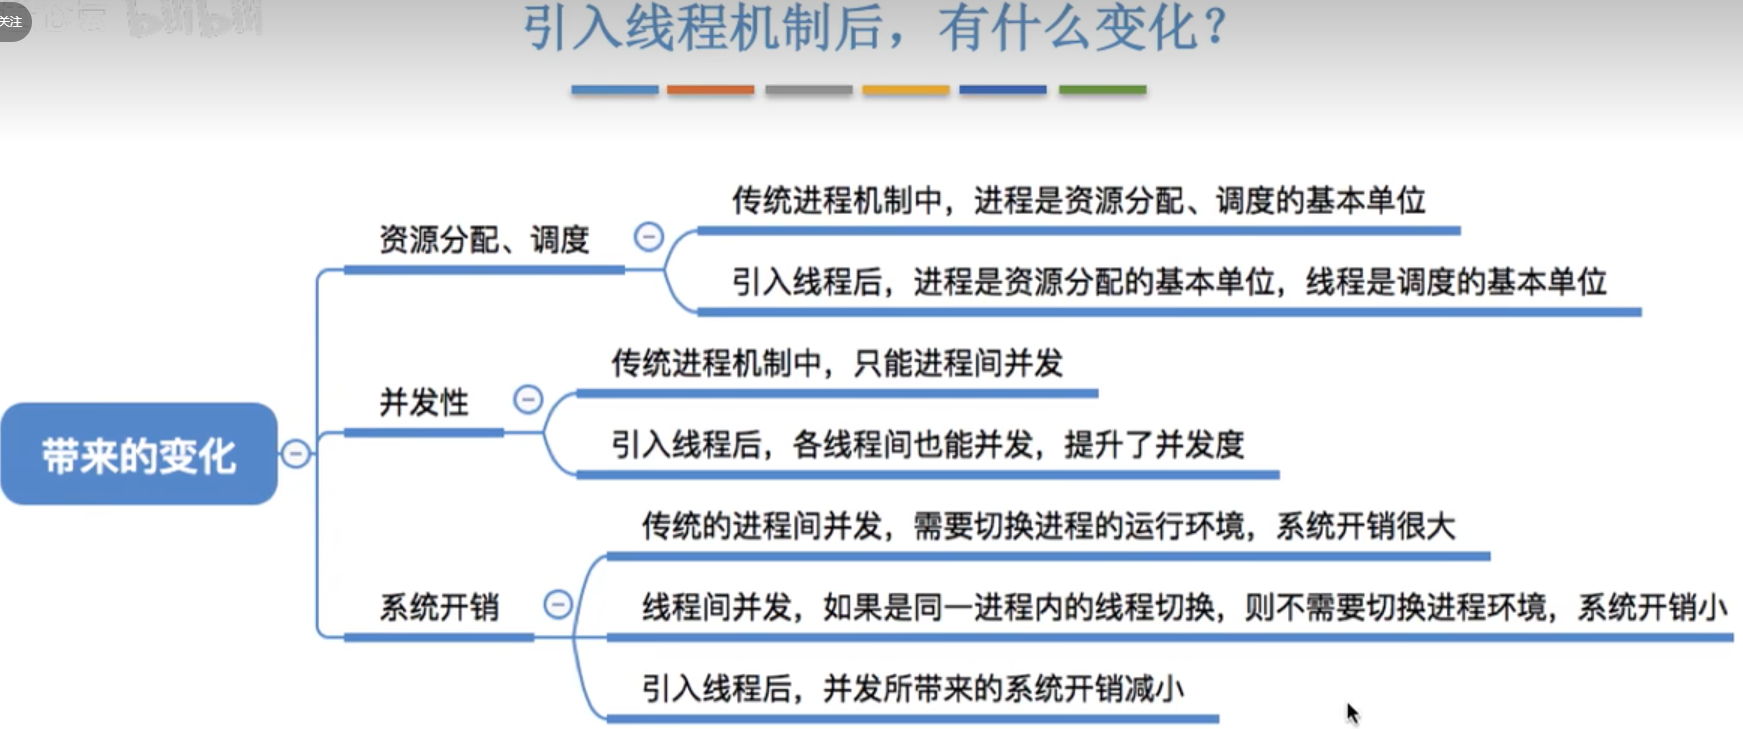 关注
bilibili
引入线程机制后，有什么变化？
传统进程机制中，进程是资源分配、调度的基本单位
资源分配、调度
引入线程后，进程是资源分配的基本单位，线程是调度的基本单位
传统进程机制中，只能进程间并发
并发性
引入线程后，各线程间也能并发，提升了并发度
带来的变化
传统的进程间并发，需要切换进程的运行环境，系统开销很大
系统开销
线程间并发，如果是同一进程内的线程切换，则不需要切换进程环境，系统开销小
引入线程后，并发所带来的系统开销减小